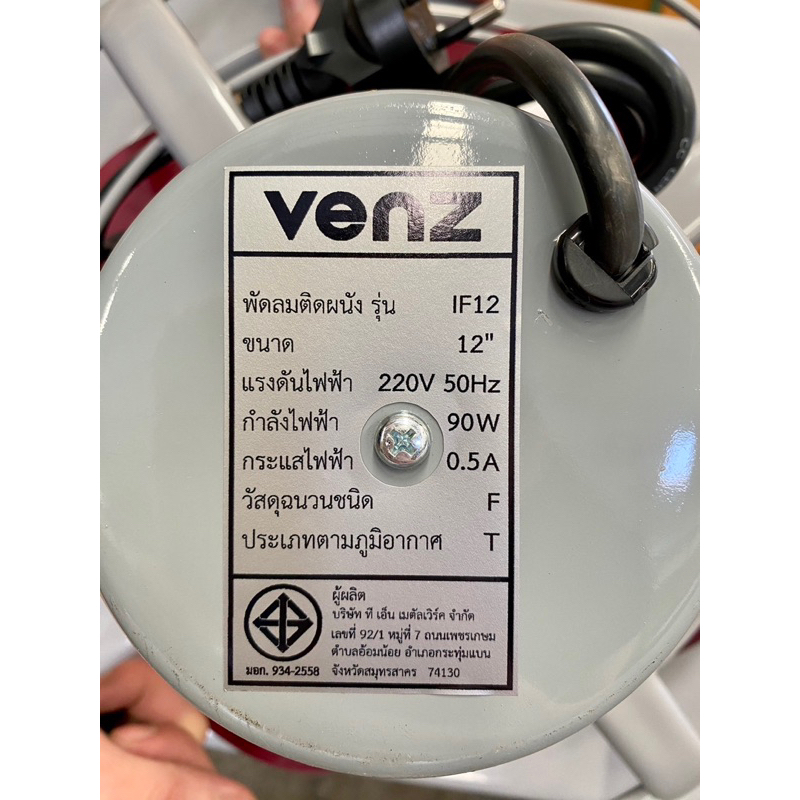 venz
พัดลมติดผนัง รุ่น IF12
ขนาด 12"
แรงดันไฟฟ้า 220V 50Hz
กำลังไฟฟ้า 90W
กระแสไฟฟ้า 0.5A
วัสดุฉนวนชนิด F
ประเภทตามภูมิอากาศ T
ผู้ผลิต
บริษัท ที เอ็น เมตัลเวิร์ค จำกัด
เลขที่ 92/1 หมู่ที่ 7 ถนนเพชรเกษม
ตำบลอ้อมน้อย อำเภอกระทุ่มแบน
จังหวัดสมุทรสาคร 74130
มอก. 934-2558